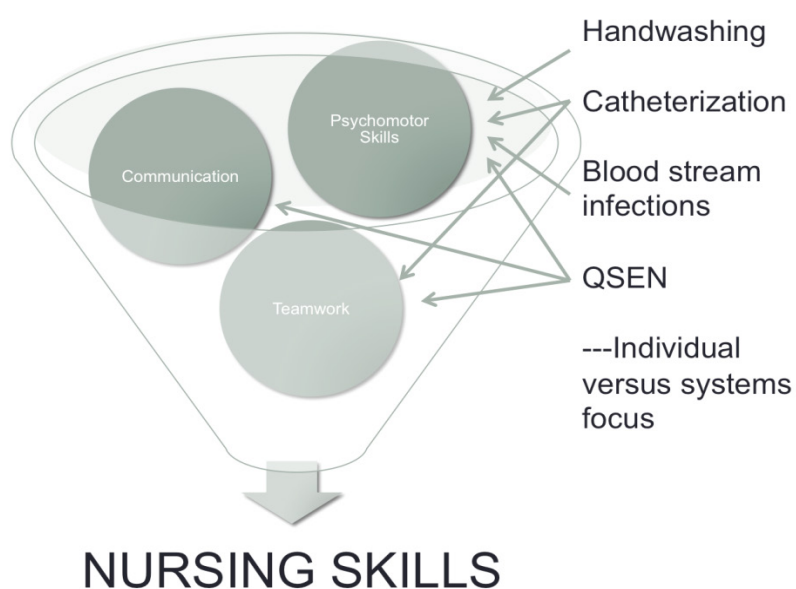 Handwashing
Psychomotor
Skills
Catheterization
Communication
Blood stream
infections
QSEN
Teamwork
---Individual
versus systems
focus
NURSING SKILLS